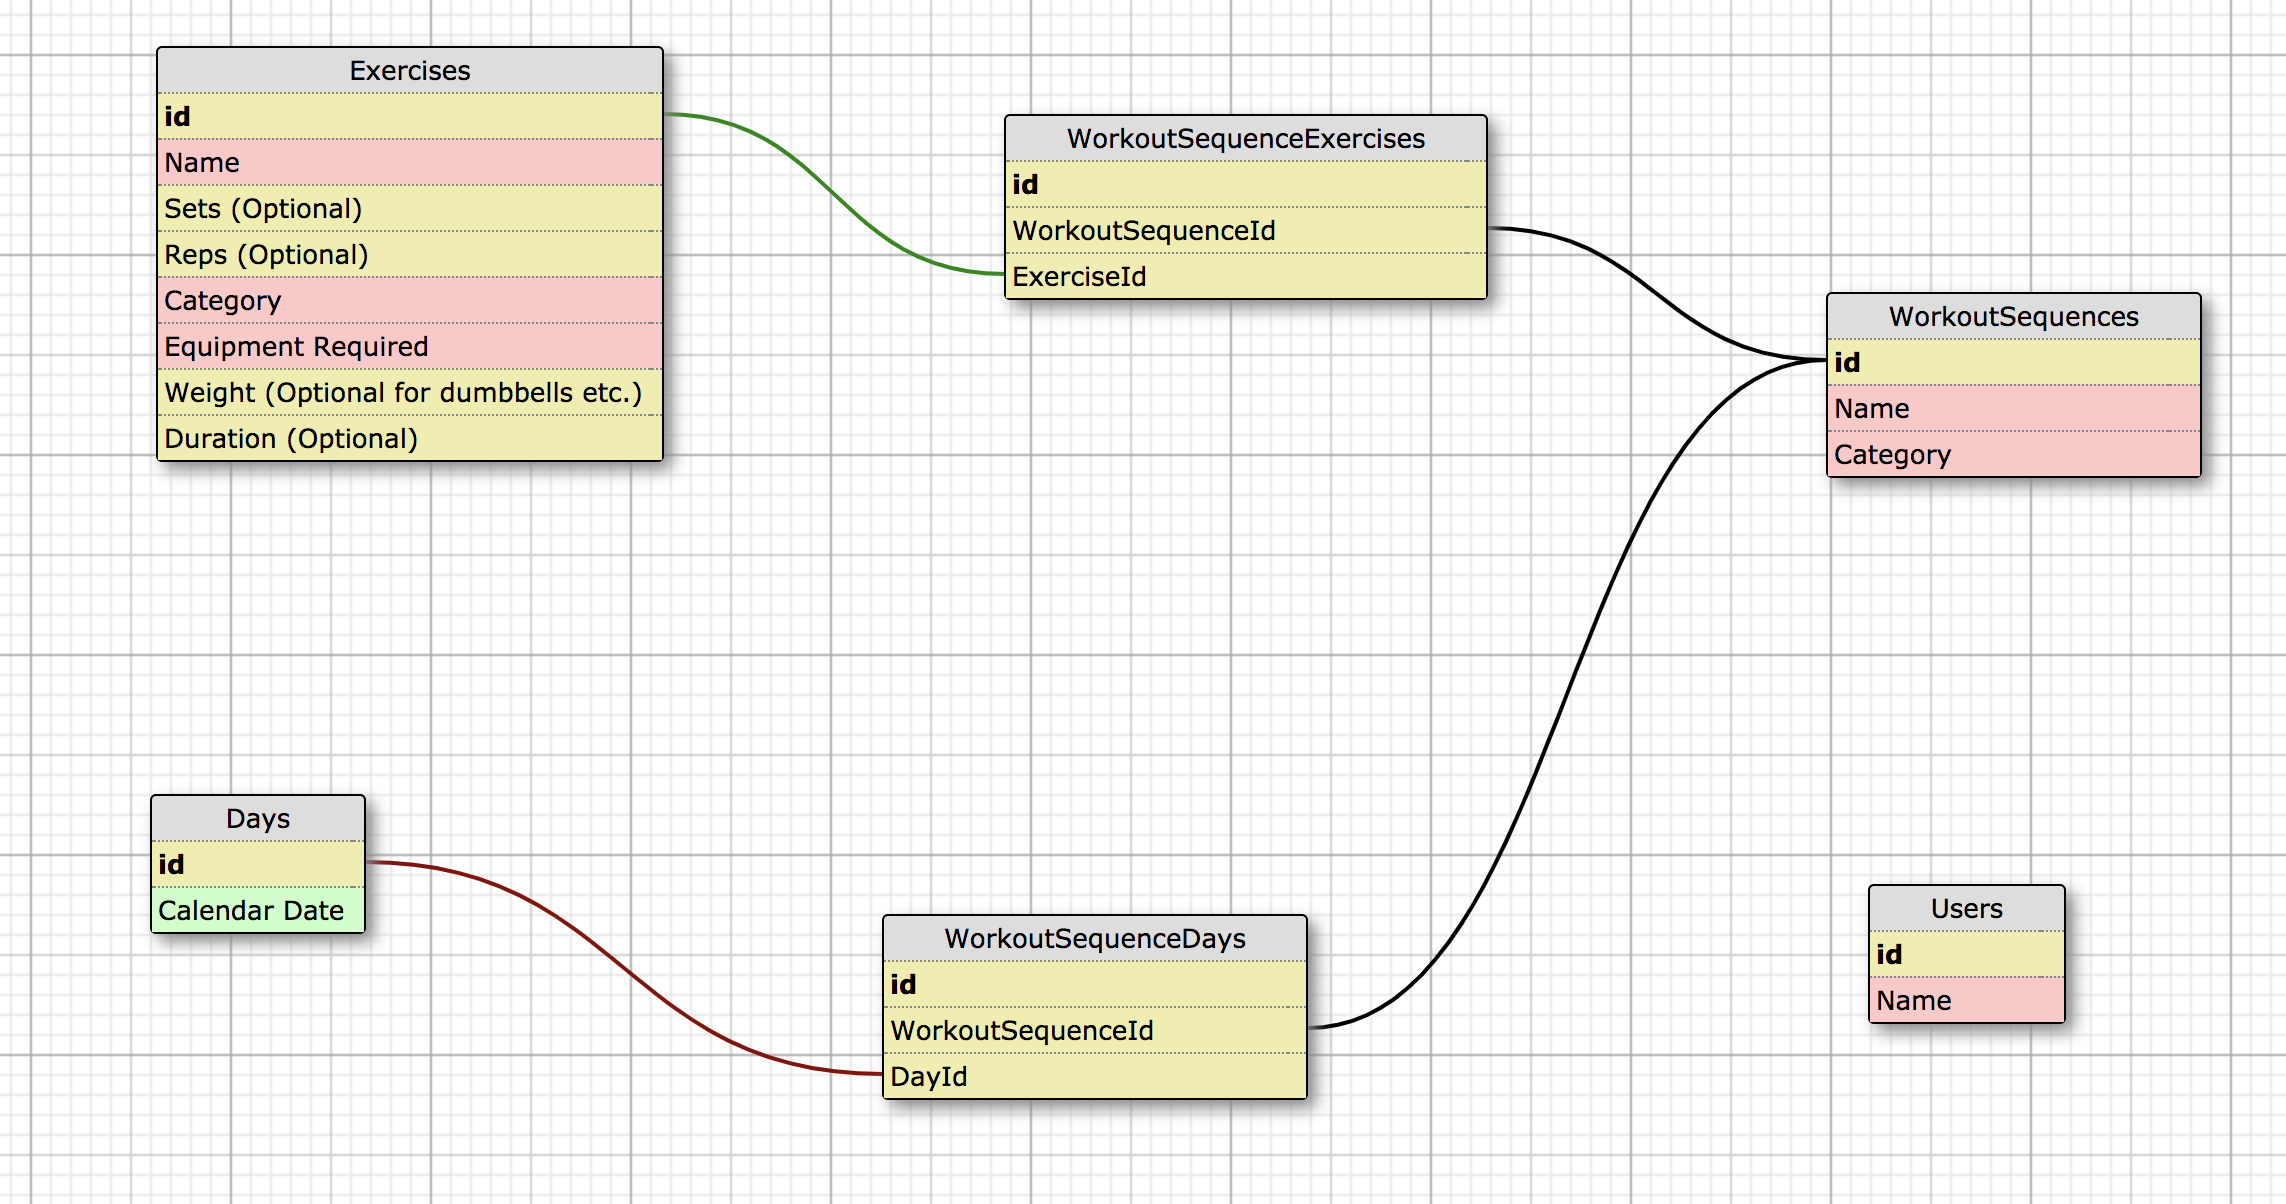 Exercises
id
Name
Sets (Optional)
Reps (Optional)
Category
Equipment Required
Weight (Optional for dumbbells etc.)
Duration (Optional)
WorkoutSequenceExercises
id
WorkoutSequenceId
ExerciseId
WorkoutSequences
id
Name
Category
Days
id
Calendar Date
WorkoutSequenceDays
id
WorkoutSequenceId
DayId
Users
id
Name